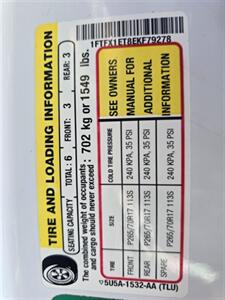 1FTFX1ET8EKF79278
TIRE AND LOADING INFORMATION
SEATING CAPACITY TOTAL: 6 FRONT: 3 REAR: 3
The combined weight of occupants and cargo should never exceed: 702 kg or 1549 lbs.
TIRE SIZE COLD TIRE PRESSURE
FRONT P265/70R17 113S 240 KPA, 35 PSI
REAR P265/70R17 113S 240 KPA, 35 PSI
SPARE P265/70R17 113S 240 KPA, 35 PSI
SEE OWNERS
MANUAL FOR
ADDITIONAL
INFORMATION
5U5A-1532-AA (TLU)